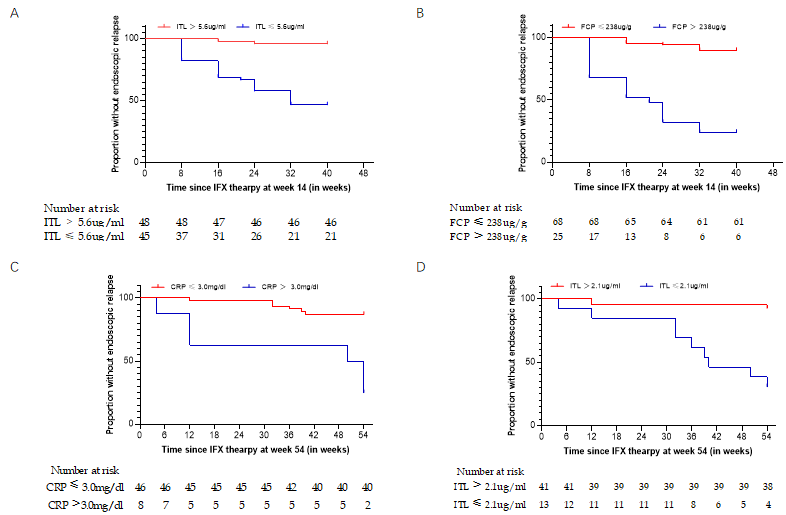 A
ITL > 5.6ug/ml ITL ≤ 5.6ug/ml
Proportion without endoscopic relapse
100
50
0
0 8 16 24 32 40 48
Time since IFX thearpy at week 14 (in weeks)
Number at risk
ITL > 5.6ug/ml 48 48 47 46 46 46
ITL ≤ 5.6ug/ml 45 37 31 26 21 21
B
FCP ≤ 238ug/g FCP > 238ug/g
Proportion without endoscopic relapse
100
50
0
0 8 16 24 32 40 48
Time since IFX thearpy at week 14 (in weeks)
Number at risk
FCP ≤ 238ug/g 68 68 65 64 61 61
FCP > 238ug/g 25 17 13 8 6 6
C
CRP ≤ 3.0mg/dl CRP > 3.0mg/dl
Proportion without endoscopic relapse
100
50
0
0 6 12 18 24 30 36 42 48 54
Time since IFX thearpy at week 54 (in weeks)
Number at risk
CRP ≤ 3.0mg/dl 46 46 45 45 45 45 42 40 40 40
CRP >3.0mg/dl 8 7 5 5 5 5 5 5 5 2
D
ITL > 2.1ug/ml ITL ≤ 2.1ug/ml
Proportion without endoscopic relapse
100
50
0
0 6 12 18 24 30 36 42 48 54
Time since IFX thearpy at week 54 (in weeks)
Number at risk
ITL > 2.1ug/ml 41 41 39 39 39 39 39 39 39 38
ITL ≤ 2.1ug/ml 13 12 11 11 11 11 8 6 5 4